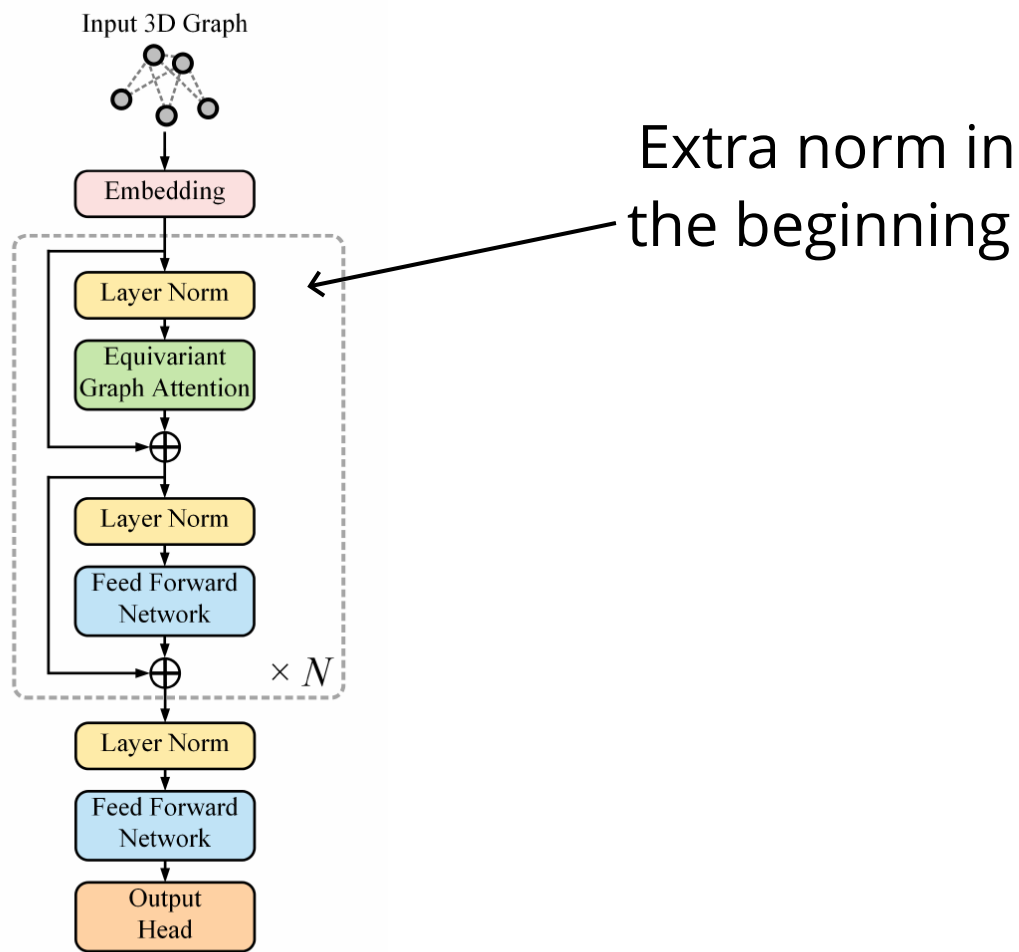 Input 3D Graph
Embedding
Extra norm in
the beginning
Layer Norm
Equivariant
Graph Attention
Layer Norm
Feed Forward
Network
× N
Layer Norm
Feed Forward
Network
Output
Head